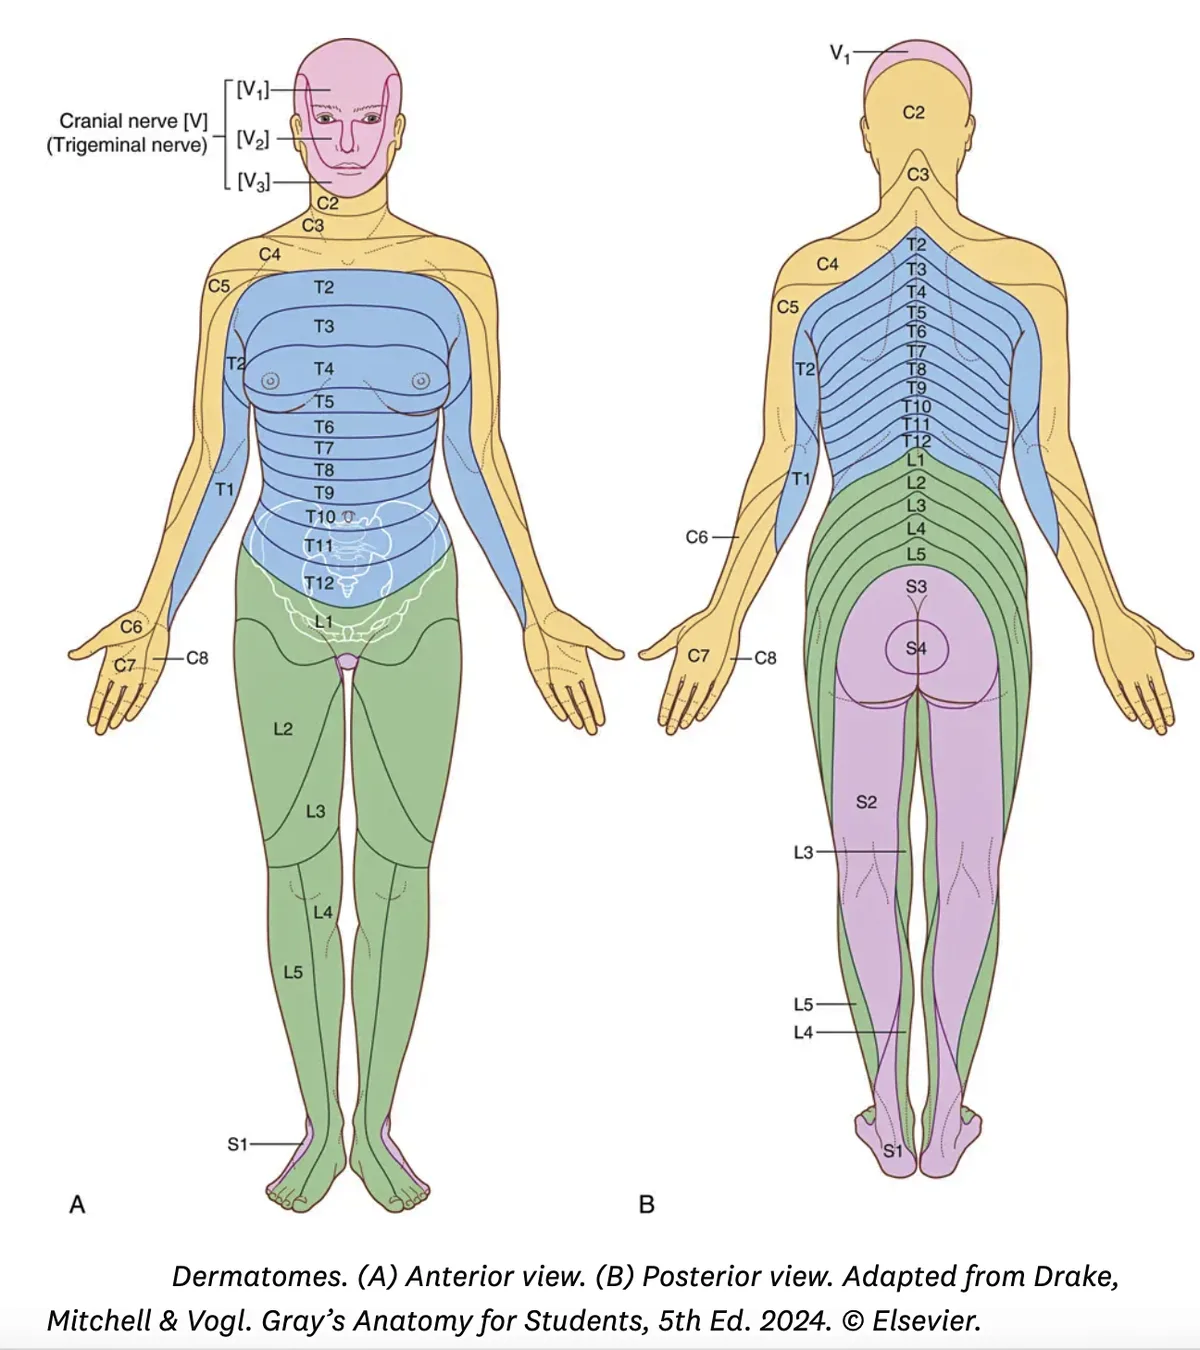 [V₁]
Cranial nerve [V]
(Trigeminal nerve)
[V₂]
[V₃]
C2
C3
C4
C5
T2
T3
T2
T4
T5
T6
T7
T8
T9
T1
T10
T11
T12
L1
C6
C7
C8
L2
L3
L4
L5
S1
A
V₁
C2
C3
T2
C4
T3
T4
C5
T5
T6
T7
T2
T8
T9
T10
T11
T12
L1
T1
L2
L3
L4
C6
L5
S3
S4
C7
C8
S2
L3
L5
L4
S1
B
Dermatomes. (A) Anterior view. (B) Posterior view. Adapted from Drake,
Mitchell & Vogl. Gray’s Anatomy for Students, 5th Ed. 2024. © Elsevier.